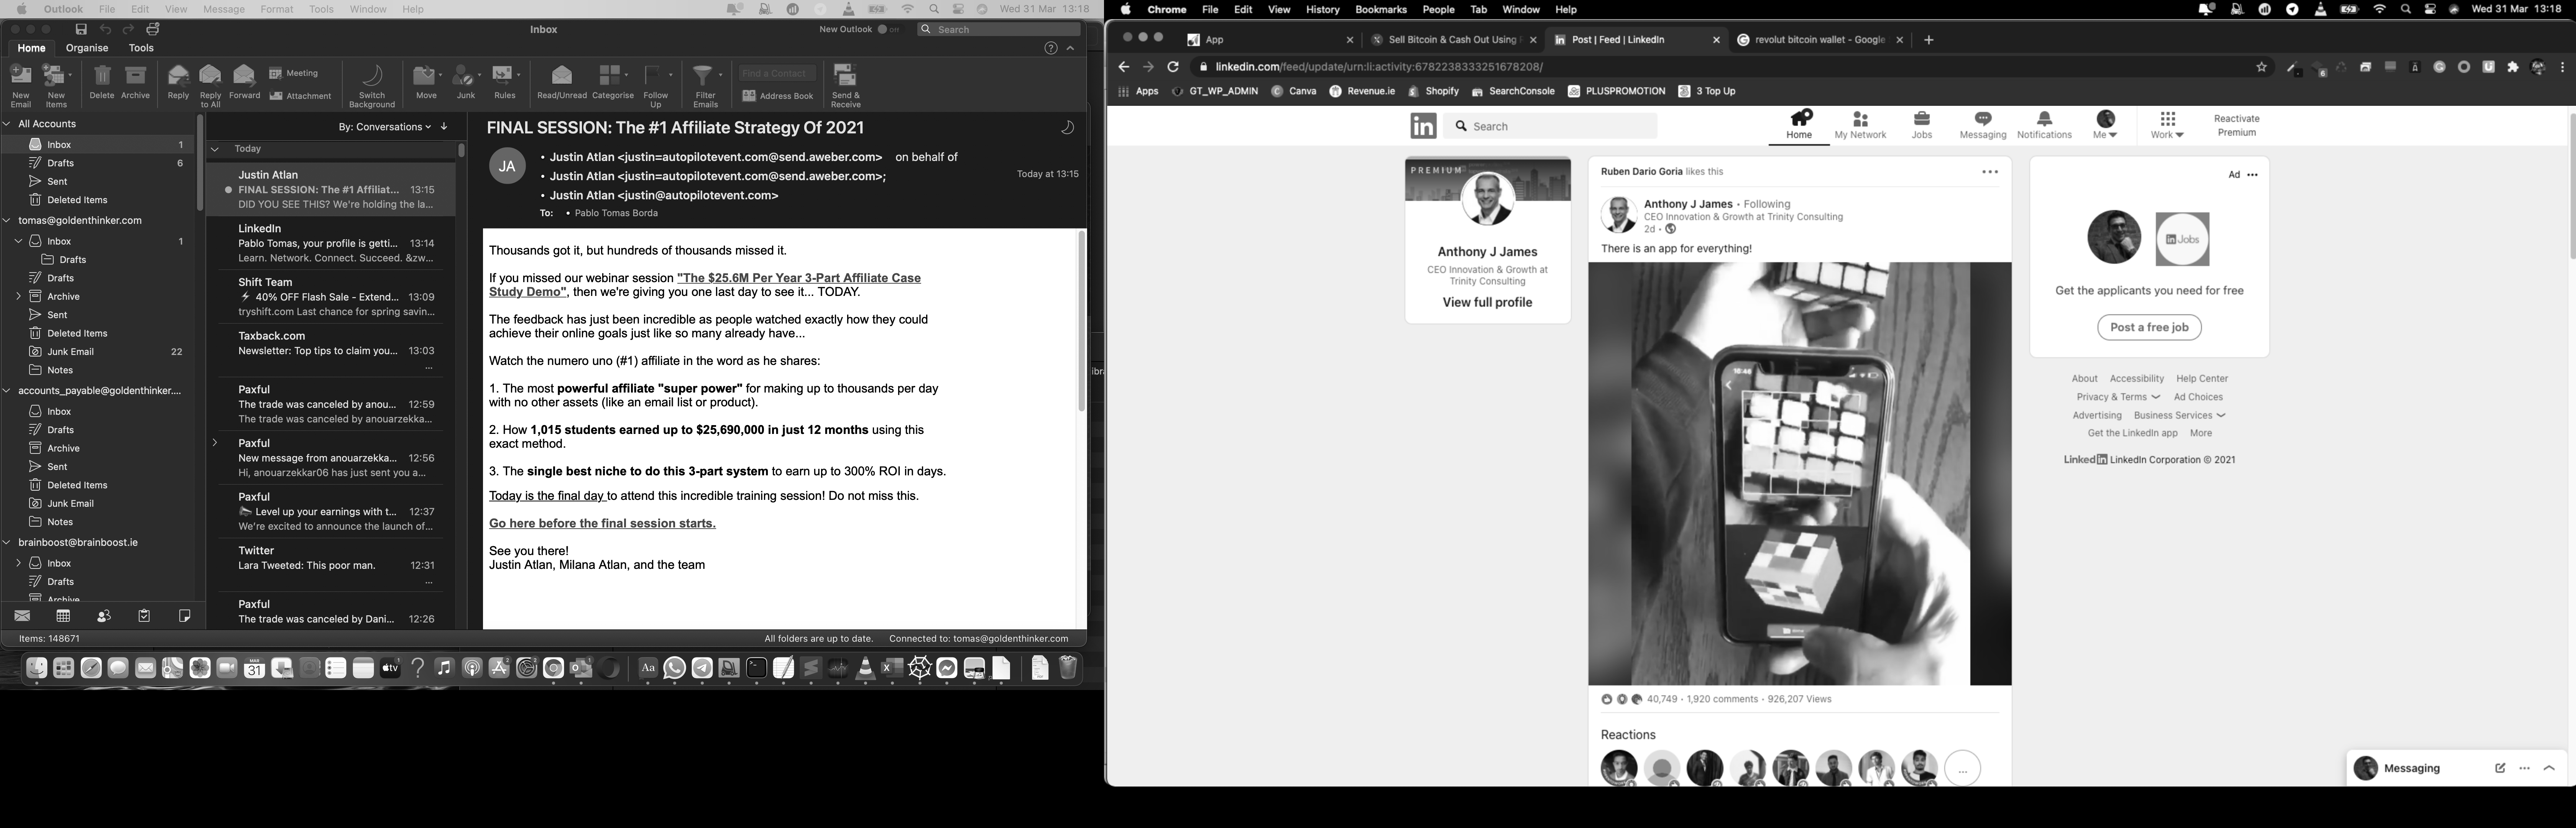 Outlook File Edit View Message Format Tools Window Help Wed 31 Mar 13:18
Inbox
New Outlook Off Search
Home Organise Tools
New Email
New Items
Delete
Archive
Reply
Reply to All
Forward
Meeting
Attachment
Switch Background
Move
Junk
Rules
Read/Unread
Categorise
Follow Up
Filter Emails
Find a Contact
Address Book
Send & Receive
All Accounts
Inbox 1
Drafts 6
Sent
Deleted Items
tomas@goldenthinker.com
Inbox 1
Drafts
Drafts
Archive
Sent
Deleted Items
Junk Email 22
Notes
accounts_payable@goldenthinker....
Inbox
Drafts
Archive
Sent
Deleted Items
Junk Email
Notes
brainboost@brainboost.ie
Inbox
Drafts
Archive
By: Conversations
Today
Justin Atlan
FINAL SESSION: The #1 Affiliat... 13:15
DID YOU SEE THIS? We're holding the la...
LinkedIn
Pablo Tomas, your profile is getti... 13:14
Learn. Network. Connect. Succeed. &zw...
Shift Team
⚡ 40% OFF Flash Sale - Extend... 13:09
tryshift.com Last chance for spring savin...
Taxback.com
Newsletter: Top tips to claim you... 13:03
...
Paxful
The trade was canceled by anou... 12:59
The trade was canceled by anouarzekka...
Paxful
New message from anouarzekka... 12:56
Hi, anouarzekkar06 has just sent you a...
Paxful
Level up your earnings with t... 12:37
We're excited to announce the launch of...
Twitter
Lara Tweeted: This poor man. 12:31
...
Paxful
The trade was canceled by Dani... 12:26
FINAL SESSION: The #1 Affiliate Strategy Of 2021
JA
• Justin Atlan <justin=autopilotevent.com@send.aweber.com> on behalf of
• Justin Atlan <justin=autopilotevent.com@send.aweber.com>;
• Justin Atlan <justin@autopilotevent.com>
Today at 13:15
To: • Pablo Tomas Borda
Thousands got it, but hundreds of thousands missed it.
If you missed our webinar session "The $25.6M Per Year 3-Part Affiliate Case
Study Demo", then we're giving you one last day to see it... TODAY.
The feedback has just been incredible as people watched exactly how they could
achieve their online goals just like so many already have...
Watch the numero uno (#1) affiliate in the word as he shares:
1. The most powerful affiliate "super power" for making up to thousands per day
with no other assets (like an email list or product).
2. How 1,015 students earned up to $25,690,000 in just 12 months using this
exact method.
3. The single best niche to do this 3-part system to earn up to 300% ROI in days.
Today is the final day to attend this incredible training session! Do not miss this.
Go here before the final session starts.
See you there!
Justin Atlan, Milana Atlan, and the team
Items: 148671
All folders are up to date. Connected to: tomas@goldenthinker.com
MAR
31
tv
Aa
Chrome File Edit View History Bookmarks People Tab Window Help Wed 31 Mar 13:18
App
Sell Bitcoin & Cash Out Using
Post | Feed | LinkedIn
revolut bitcoin wallet - Google
linkedin.com/feed/update/urn:li:activity:6782238333251678208/
6
Apps GT_WP_ADMIN Canva Revenue.ie Shopify SearchConsole PLUSPROMOTION 3 Top Up
in Search
Home My Network Jobs Messaging Notifications Me Work
Reactivate
Premium
PREMIUM
Anthony J James
CEO Innovation & Growth at
Trinity Consulting
View full profile
Ruben Dario Goria likes this
Anthony J James • Following
CEO Innovation & Growth at Trinity Consulting
2d •
There is an app for everything!
16:48
40,749 • 1,920 comments • 926,207 Views
Reactions
...
Ad
in Jobs
Get the applicants you need for free
Post a free job
About Accessibility Help Center
Privacy & Terms Ad Choices
Advertising Business Services
Get the LinkedIn app More
LinkedIn LinkedIn Corporation © 2021
Messaging